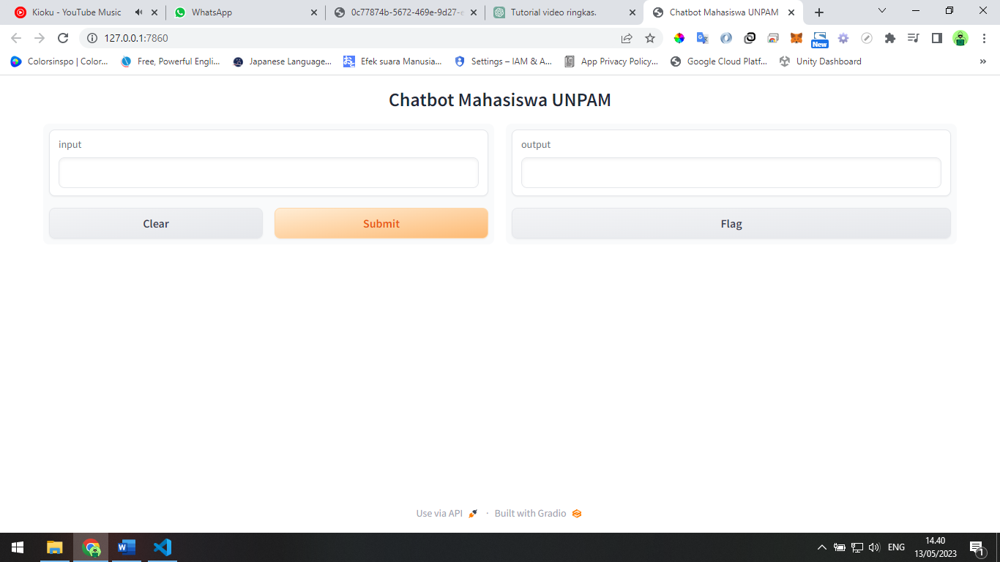 Kioku - YouTube Music
WhatsApp
0c77874b-5672-469e-9d27-e
Tutorial video ringkas.
Chatbot Mahasiswa UNPAM
127.0.0.1:7860
New
Colorsinspo | Color...
Free, Powerful Engli...
Japanese Language...
Efek suara Manusia...
Settings – IAM & A...
App Privacy Policy...
Google Cloud Platf...
Unity Dashboard
»
Chatbot Mahasiswa UNPAM
input
output
Clear
Submit
Flag
Use via API · Built with Gradio
ENG
14.40
13/05/2023
1